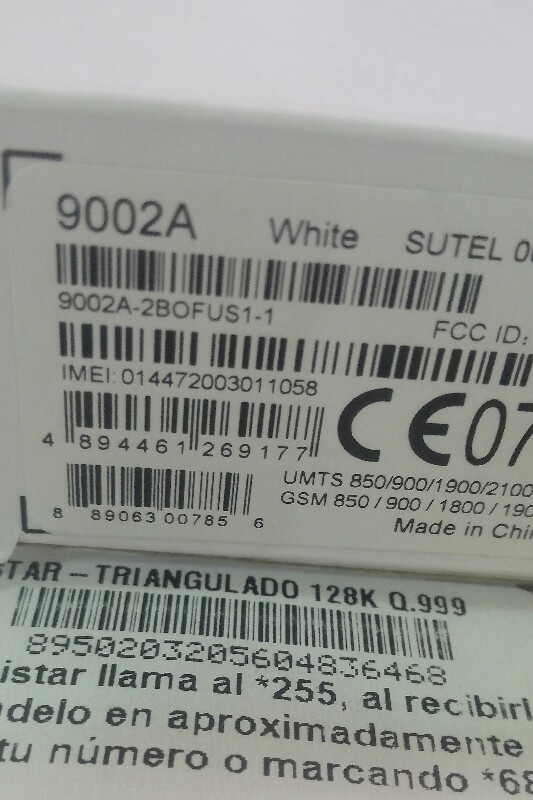 9002A White SUTEL
9002A-2BOFUS1-1
FCC ID:
IMEI: 014472003011058
CE07
4 894461 269177
UMTS 850/900/1900/2100
8 89063 00785 6
GSM 850 / 900 / 1800 / 190
Made in Chi
STAR – TRIANGULADO 128K Q.999
8950203205604836468
istar llama al *255, al recibirl
delo en aproximadamente
tu número o marcando *68